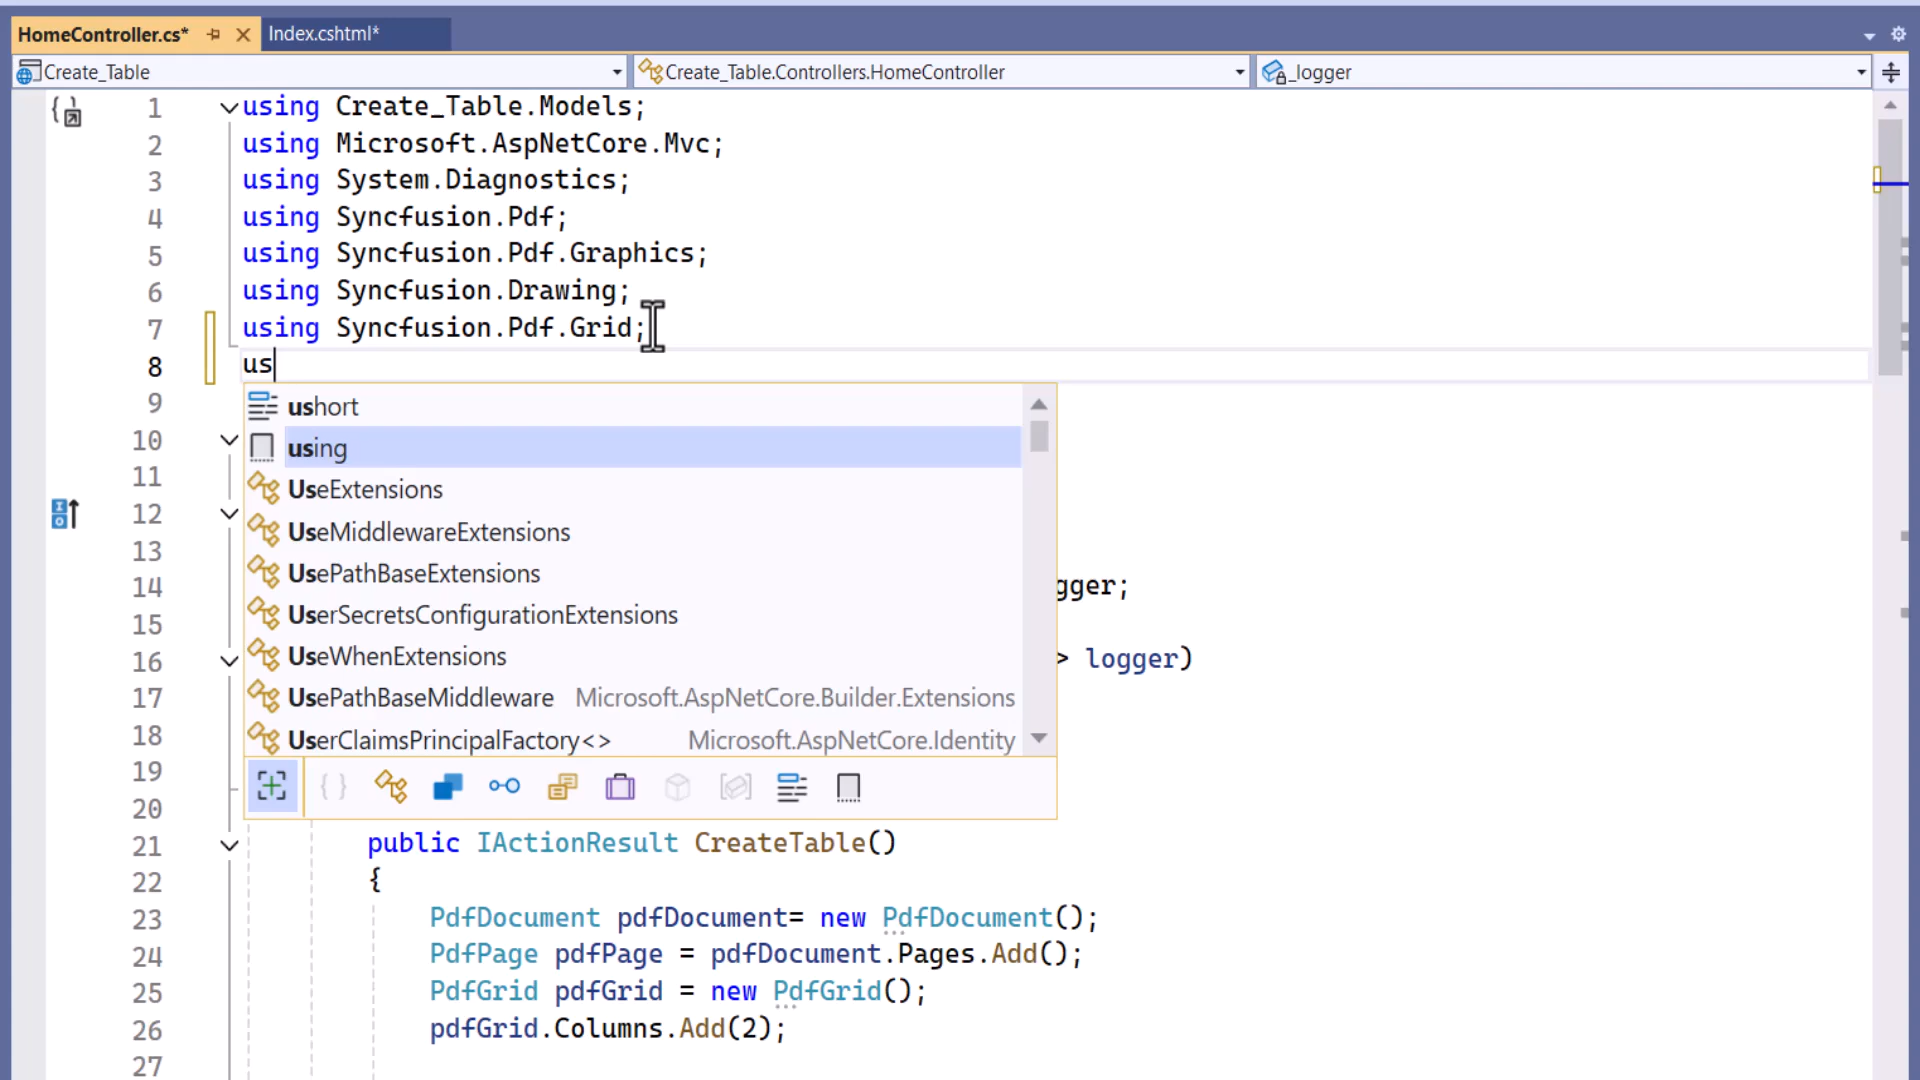 HomeController.cs* Index.cshtml*
Create_Table Create_Table.Controllers.HomeController _logger
1 using Create_Table.Models;
2 using Microsoft.AspNetCore.Mvc;
3 using System.Diagnostics;
4 using Syncfusion.Pdf;
5 using Syncfusion.Pdf.Graphics;
6 using Syncfusion.Drawing;
7 using Syncfusion.Pdf.Grid;
8 us
9 ushort
10 using
11 UseExtensions
12 UseMiddlewareExtensions
13 UsePathBaseExtensions
14 gger;
15 UserSecretsConfigurationExtensions
16 UseWhenExtensions > logger)
17 UsePathBaseMiddleware Microsoft.AspNetCore.Builder.Extensions
18 UserClaimsPrincipalFactory<> Microsoft.AspNetCore.Identity
19
20
21 public IActionResult CreateTable()
22 {
23 PdfDocument pdfDocument= new PdfDocument();
24 PdfPage pdfPage = pdfDocument.Pages.Add();
25 PdfGrid pdfGrid = new PdfGrid();
26 pdfGrid.Columns.Add(2);
27